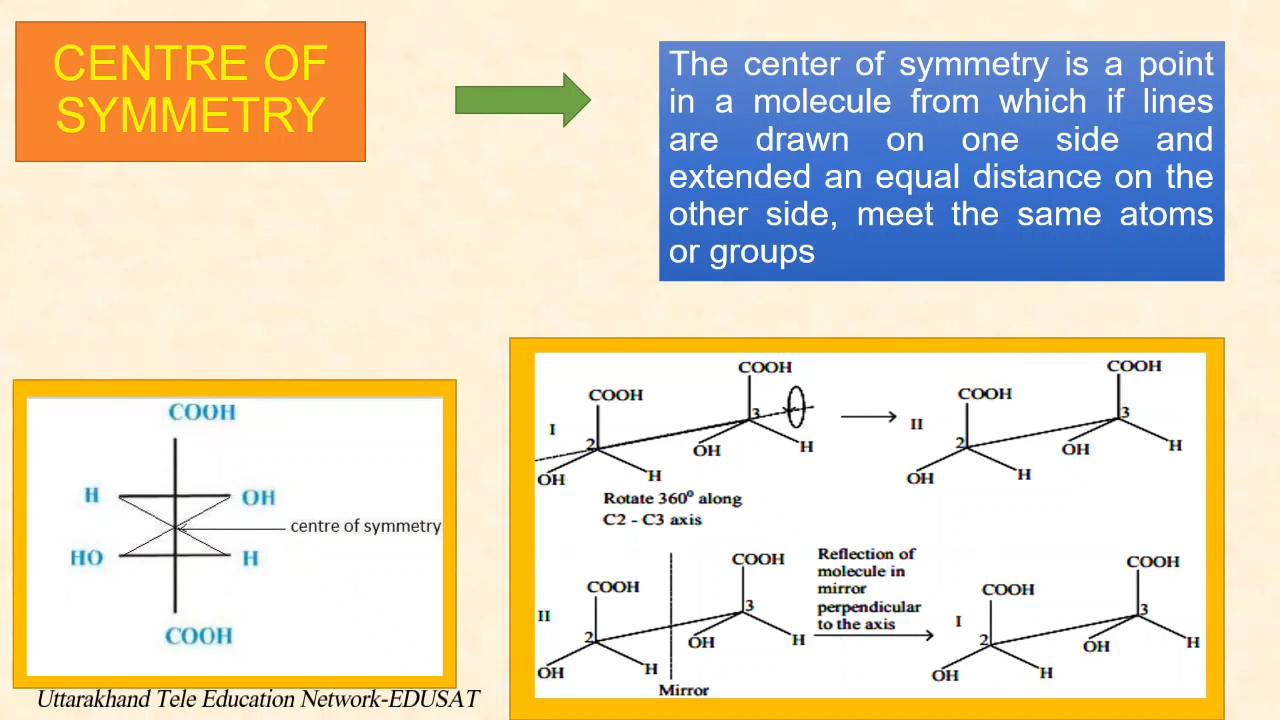 CENTRE OF
SYMMETRY
The center of symmetry is a point
in a molecule from which if lines
are drawn on one side and
extended an equal distance on the
other side, meet the same atoms
or groups
COOH
H
OH
centre of symmetry
HO
H
COOH
COOH
COOH
I
2
3
OH
H
OH
H
Rotate 360° along
C2 - C3 axis
COOH
COOH
II
2
3
OH
H
OH
H
COOH
COOH
II
2
3
OH
H
OH
H
Mirror
Reflection of
molecule in
mirror
perpendicular
to the axis
COOH
COOH
I
2
3
OH
H
OH
H
Uttarakhand Tele Education Network-EDUSAT